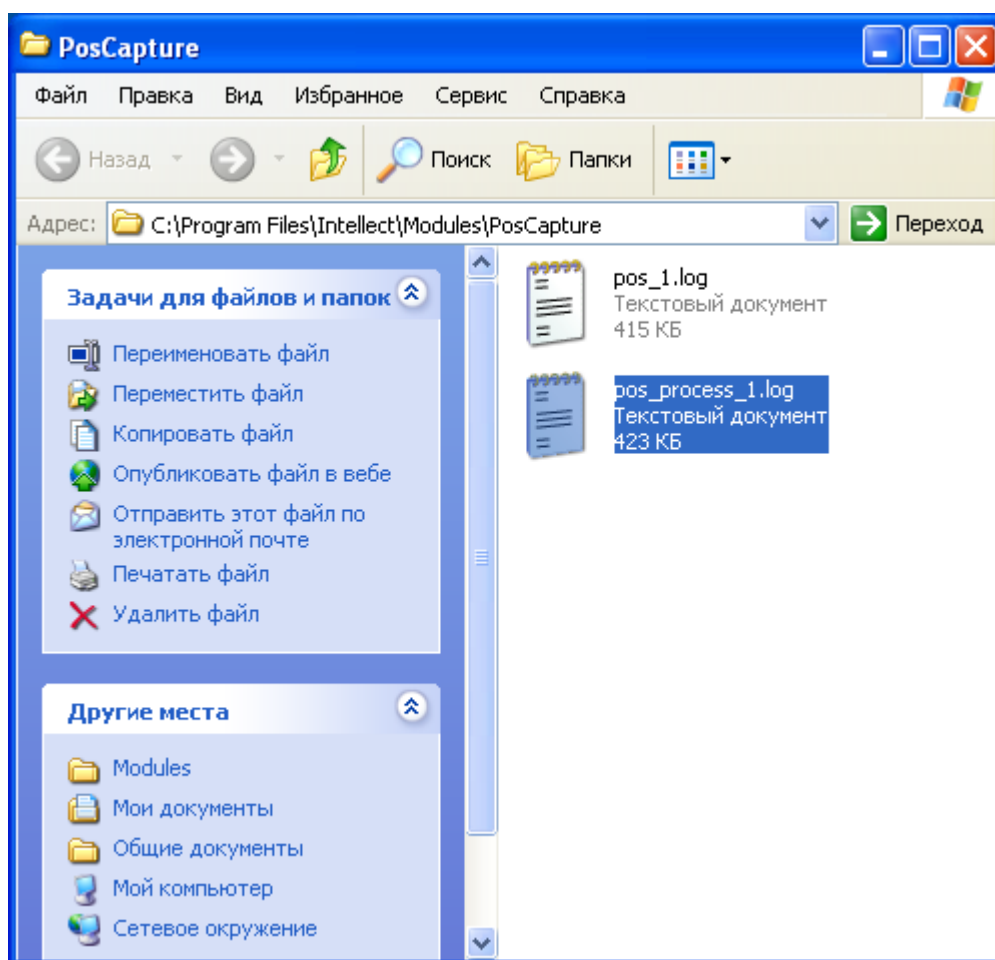 PosCapture
Файл Правка Вид Избранное Сервис Справка
Назад Поиск Папки
Адрес: C:\Program Files\Intellect\Modules\PosCapture Переход
Задачи для файлов и папок
Переименовать файл
Переместить файл
Копировать файл
Опубликовать файл в вебе
Отправить этот файл по
электронной почте
Печатать файл
Удалить файл
Другие места
Modules
Мои документы
Общие документы
Мой компьютер
Сетевое окружение
pos_1.log
Текстовый документ
415 КБ
pos_process_1.log
Текстовый документ
423 КБ